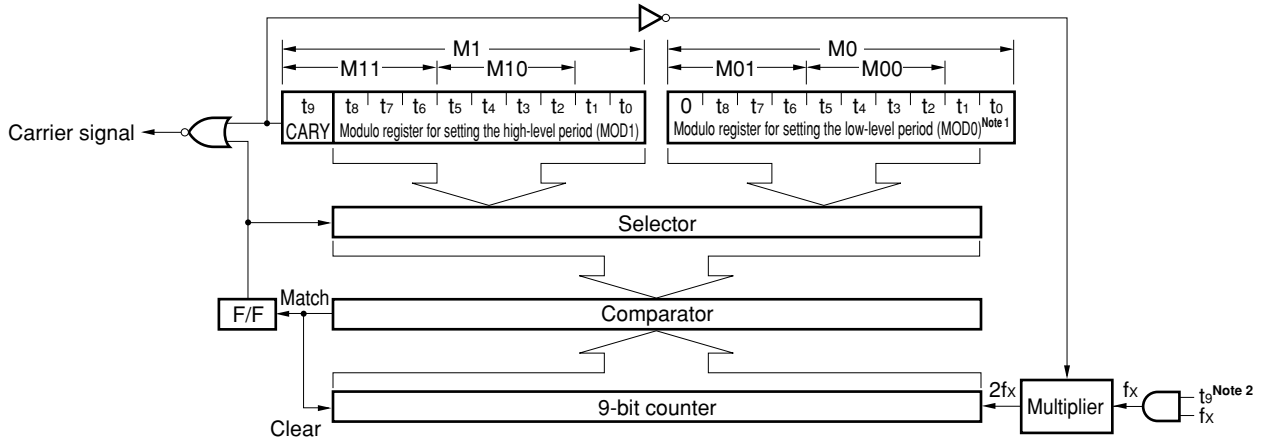 M1
M0
M11
M10
M01
M00
t9 t8 t7 t6 t5 t4 t3 t2 t1 t0
0 t8 t7 t6 t5 t4 t3 t2 t1 t0
CARY
Modulo register for setting the high-level period (MOD1)
Modulo register for setting the low-level period (MOD0)Note 1
Carrier signal
Selector
Match
F/F
Comparator
Clear
9-bit counter
2fx
Multiplier
fx
t9Note 2
fx